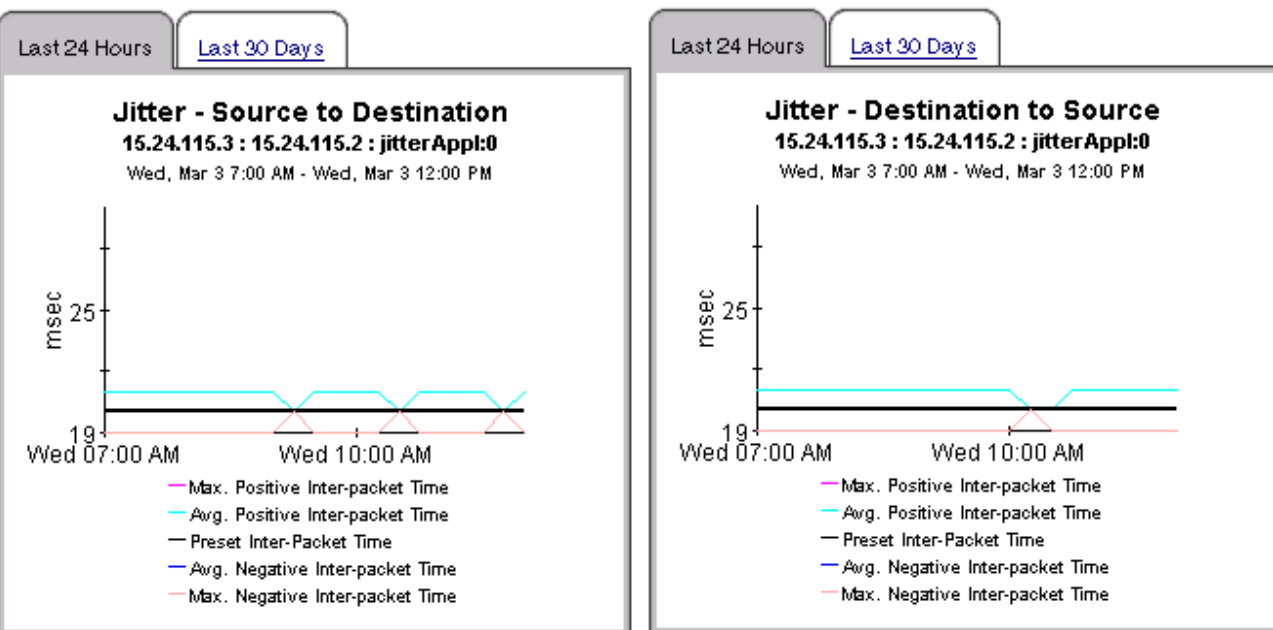 Last 24 Hours
Last 30 Days
Jitter - Source to Destination
15.24.115.3 : 15.24.115.2 : jitterAppl:0
Wed, Mar 3 7:00 AM - Wed, Mar 3 12:00 PM
msec
25
19
Wed 07:00 AM
Wed 10:00 AM
Max. Positive Inter-packet Time
Avg. Positive Inter-packet Time
Preset Inter-Packet Time
Avg. Negative Inter-packet Time
Max. Negative Inter-packet Time
Last 24 Hours
Last 30 Days
Jitter - Destination to Source
15.24.115.3 : 15.24.115.2 : jitterAppl:0
Wed, Mar 3 7:00 AM - Wed, Mar 3 12:00 PM
msec
25
19
Wed 07:00 AM
Wed 10:00 AM
Max. Positive Inter-packet Time
Avg. Positive Inter-packet Time
Preset Inter-Packet Time
Avg. Negative Inter-packet Time
Max. Negative Inter-packet Time